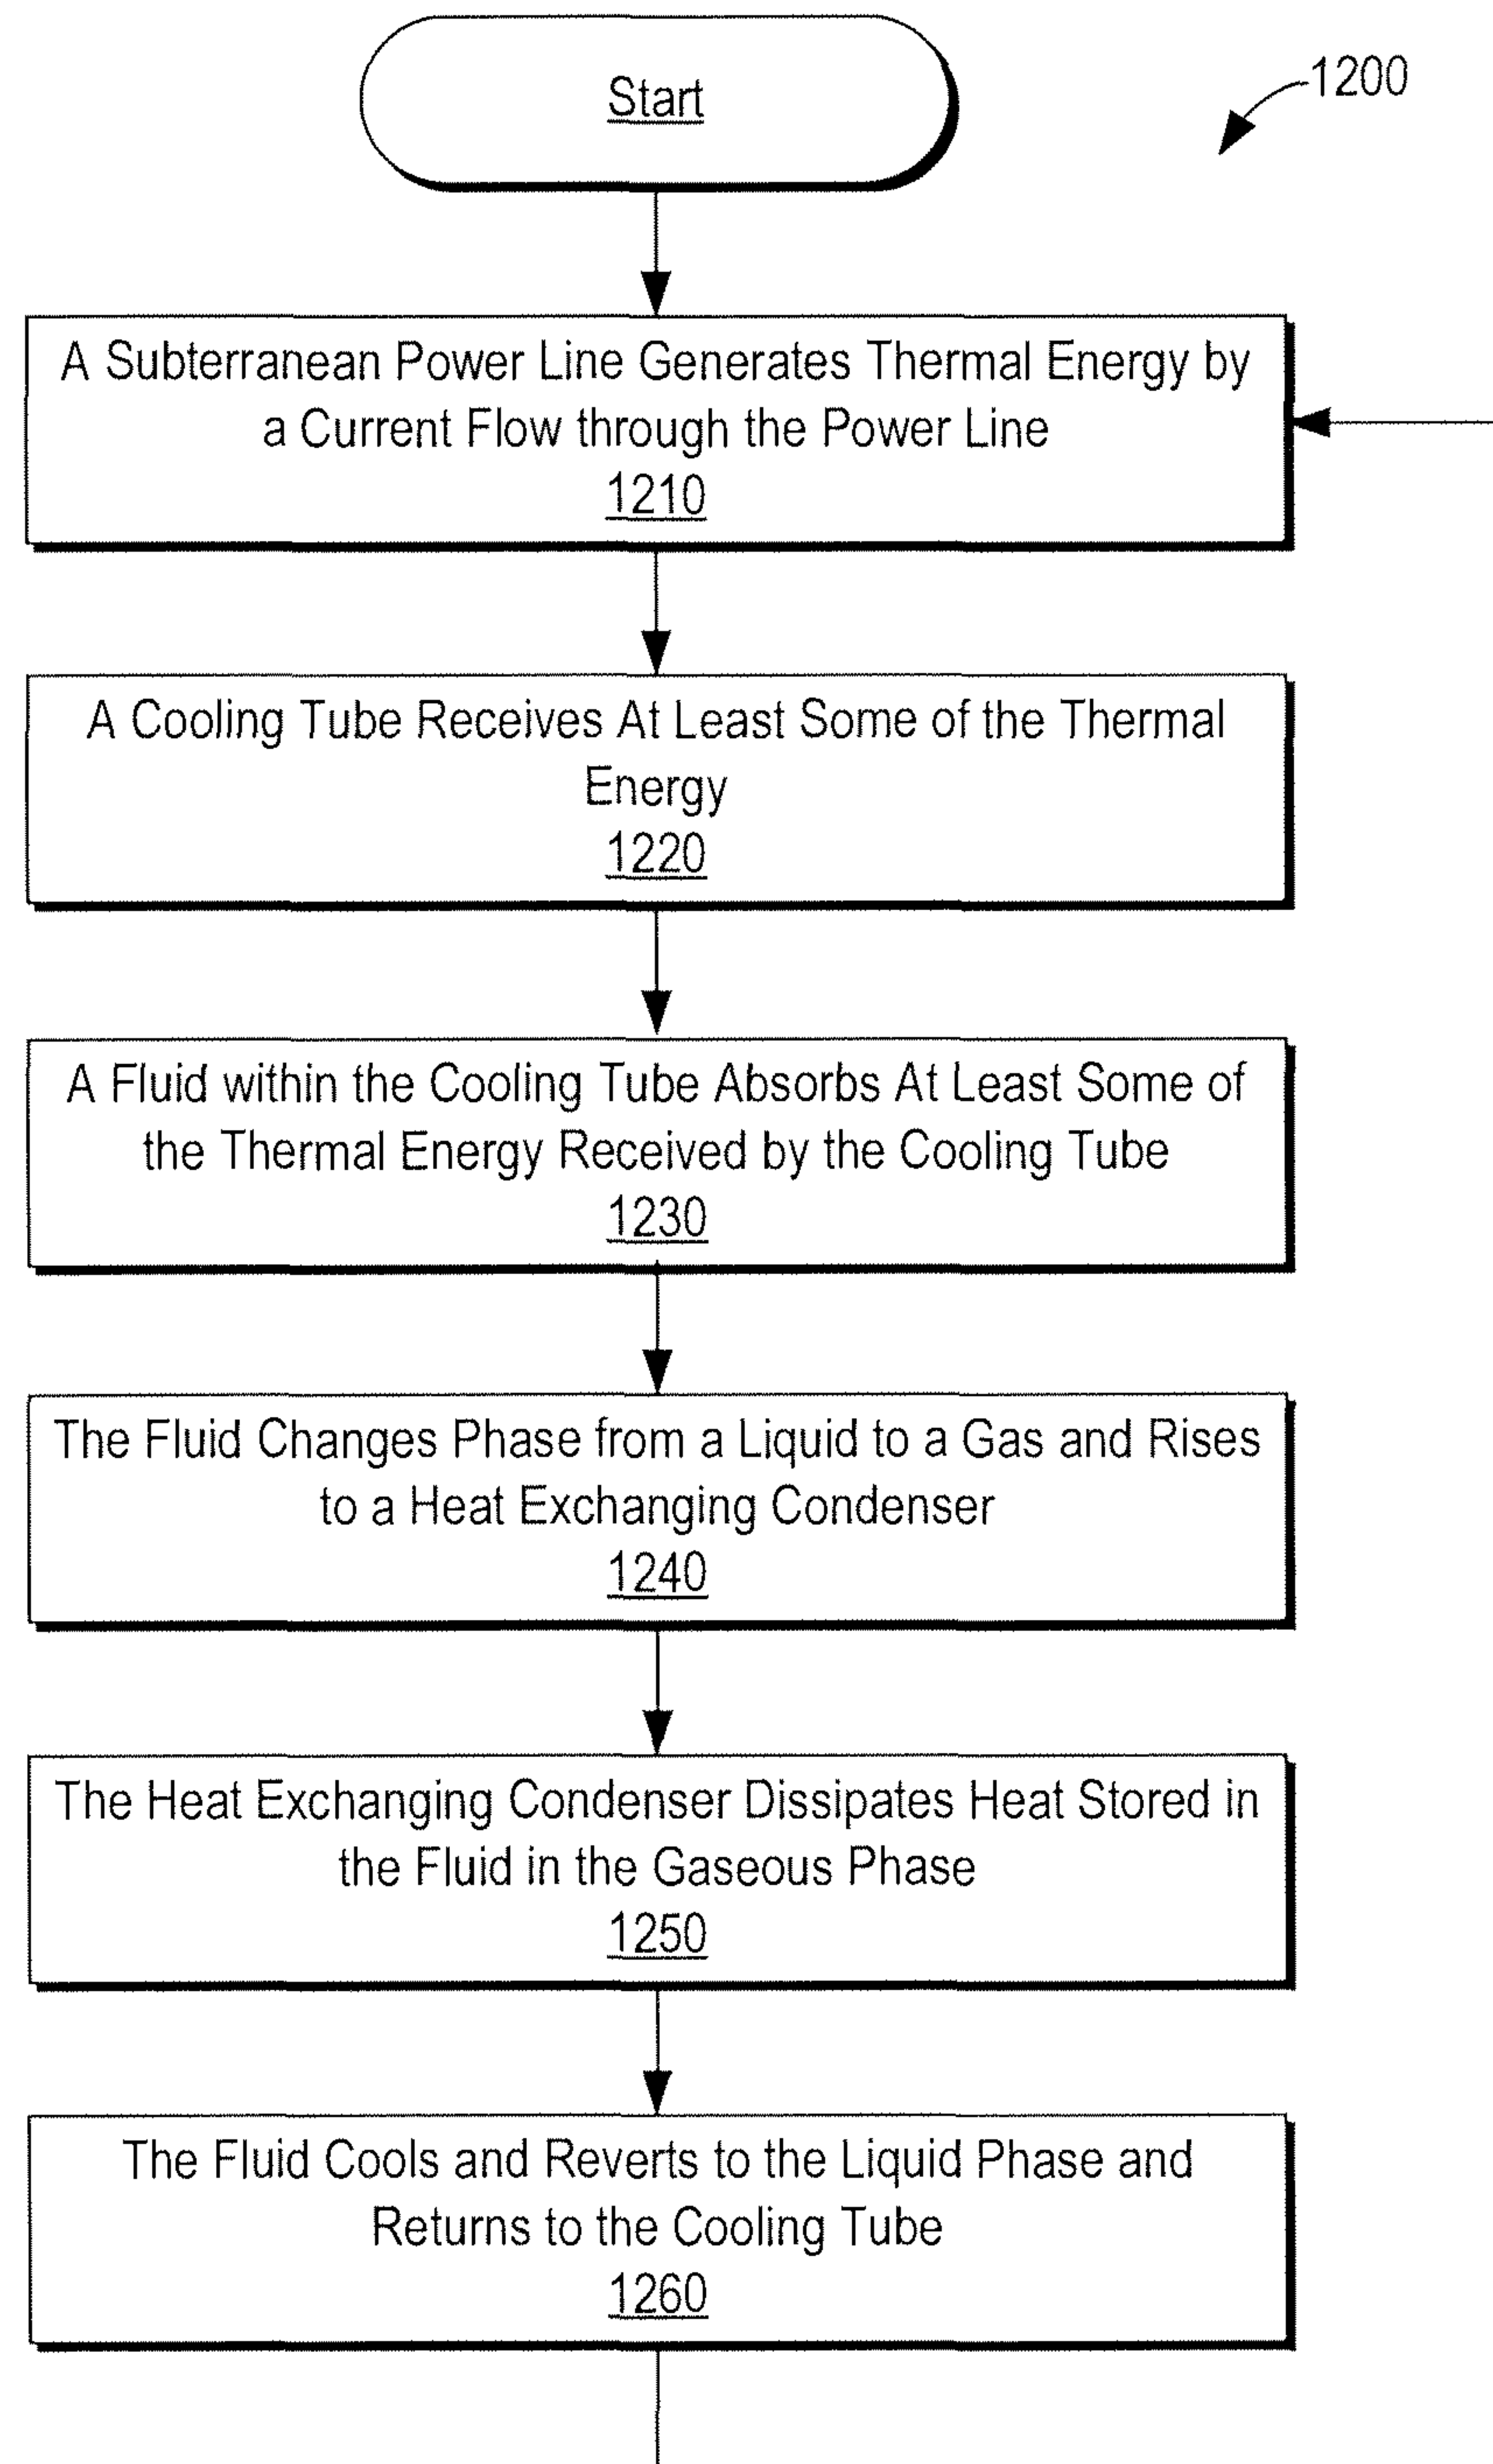 Start
1200
A Subterranean Power Line Generates Thermal Energy by
a Current Flow through the Power Line
1210
A Cooling Tube Receives At Least Some of the Thermal
Energy
1220
A Fluid within the Cooling Tube Absorbs At Least Some of
the Thermal Energy Received by the Cooling Tube
1230
The Fluid Changes Phase from a Liquid to a Gas and Rises
to a Heat Exchanging Condenser
1240
The Heat Exchanging Condenser Dissipates Heat Stored in
the Fluid in the Gaseous Phase
1250
The Fluid Cools and Reverts to the Liquid Phase and
Returns to the Cooling Tube
1260